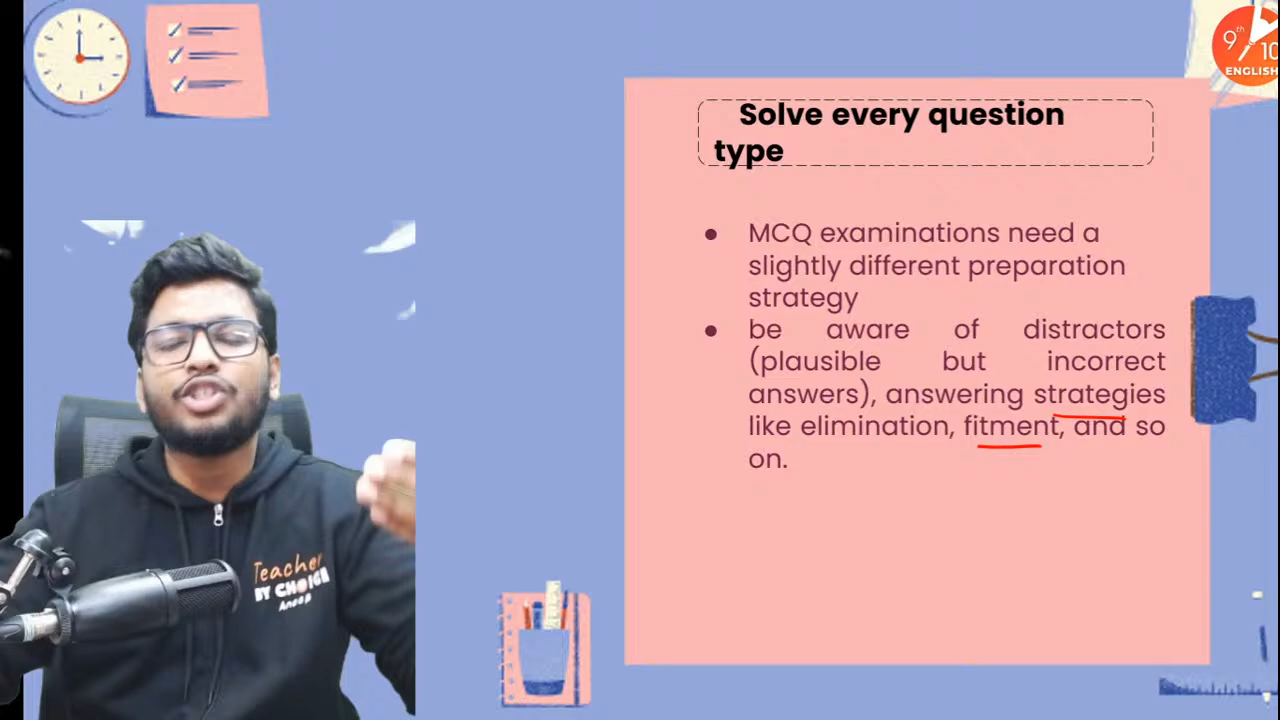 9th 10
ENGLISH
Solve every question
type
● MCQ examinations need a
slightly different preparation
strategy
● be aware of distractors
(plausible but incorrect
answers), answering strategies
like elimination, fitment, and so
on.
Teacher
BY CHOICE
Anoop